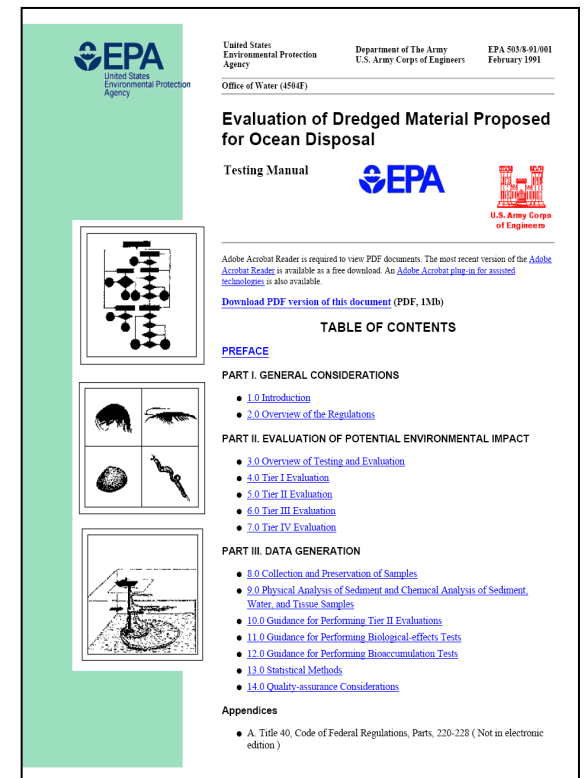 EPA
United States
Environmental Protection
Agency
United States
Environmental Protection
Agency
Department of The Army
U.S. Army Corps of Engineers
EPA 503/8-91/001
February 1991
Office of Water (4504F)
Evaluation of Dredged Material Proposed
for Ocean Disposal
Testing Manual
EPA
U.S. Army Corps
of Engineers
Adobe Acrobat Reader is required to view PDF documents. The most recent version of the Adobe
Acrobat Reader is available as a free download. An Adobe Acrobat plug-in for assisted
technologies is also available.
Download PDF version of this document (PDF, 1Mb)
TABLE OF CONTENTS
PREFACE
PART I. GENERAL CONSIDERATIONS
● 1.0 Introduction
● 2.0 Overview of the Regulations
PART II. EVALUATION OF POTENTIAL ENVIRONMENTAL IMPACT
● 3.0 Overview of Testing and Evaluation
● 4.0 Tier I Evaluation
● 5.0 Tier II Evaluation
● 6.0 Tier III Evaluation
● 7.0 Tier IV Evaluation
PART III. DATA GENERATION
● 8.0 Collection and Preservation of Samples
● 9.0 Physical Analysis of Sediment and Chemical Analysis of Sediment,
Water, and Tissue Samples
● 10.0 Guidance for Performing Tier II Evaluations
● 11.0 Guidance for Performing Biological-effects Tests
● 12.0 Guidance for Performing Bioaccumulation Tests
● 13.0 Statistical Methods
● 14.0 Quality-assurance Considerations
Appendices
● A. Title 40, Code of Federal Regulations, Parts, 220-228 ( Not in electronic
edition )